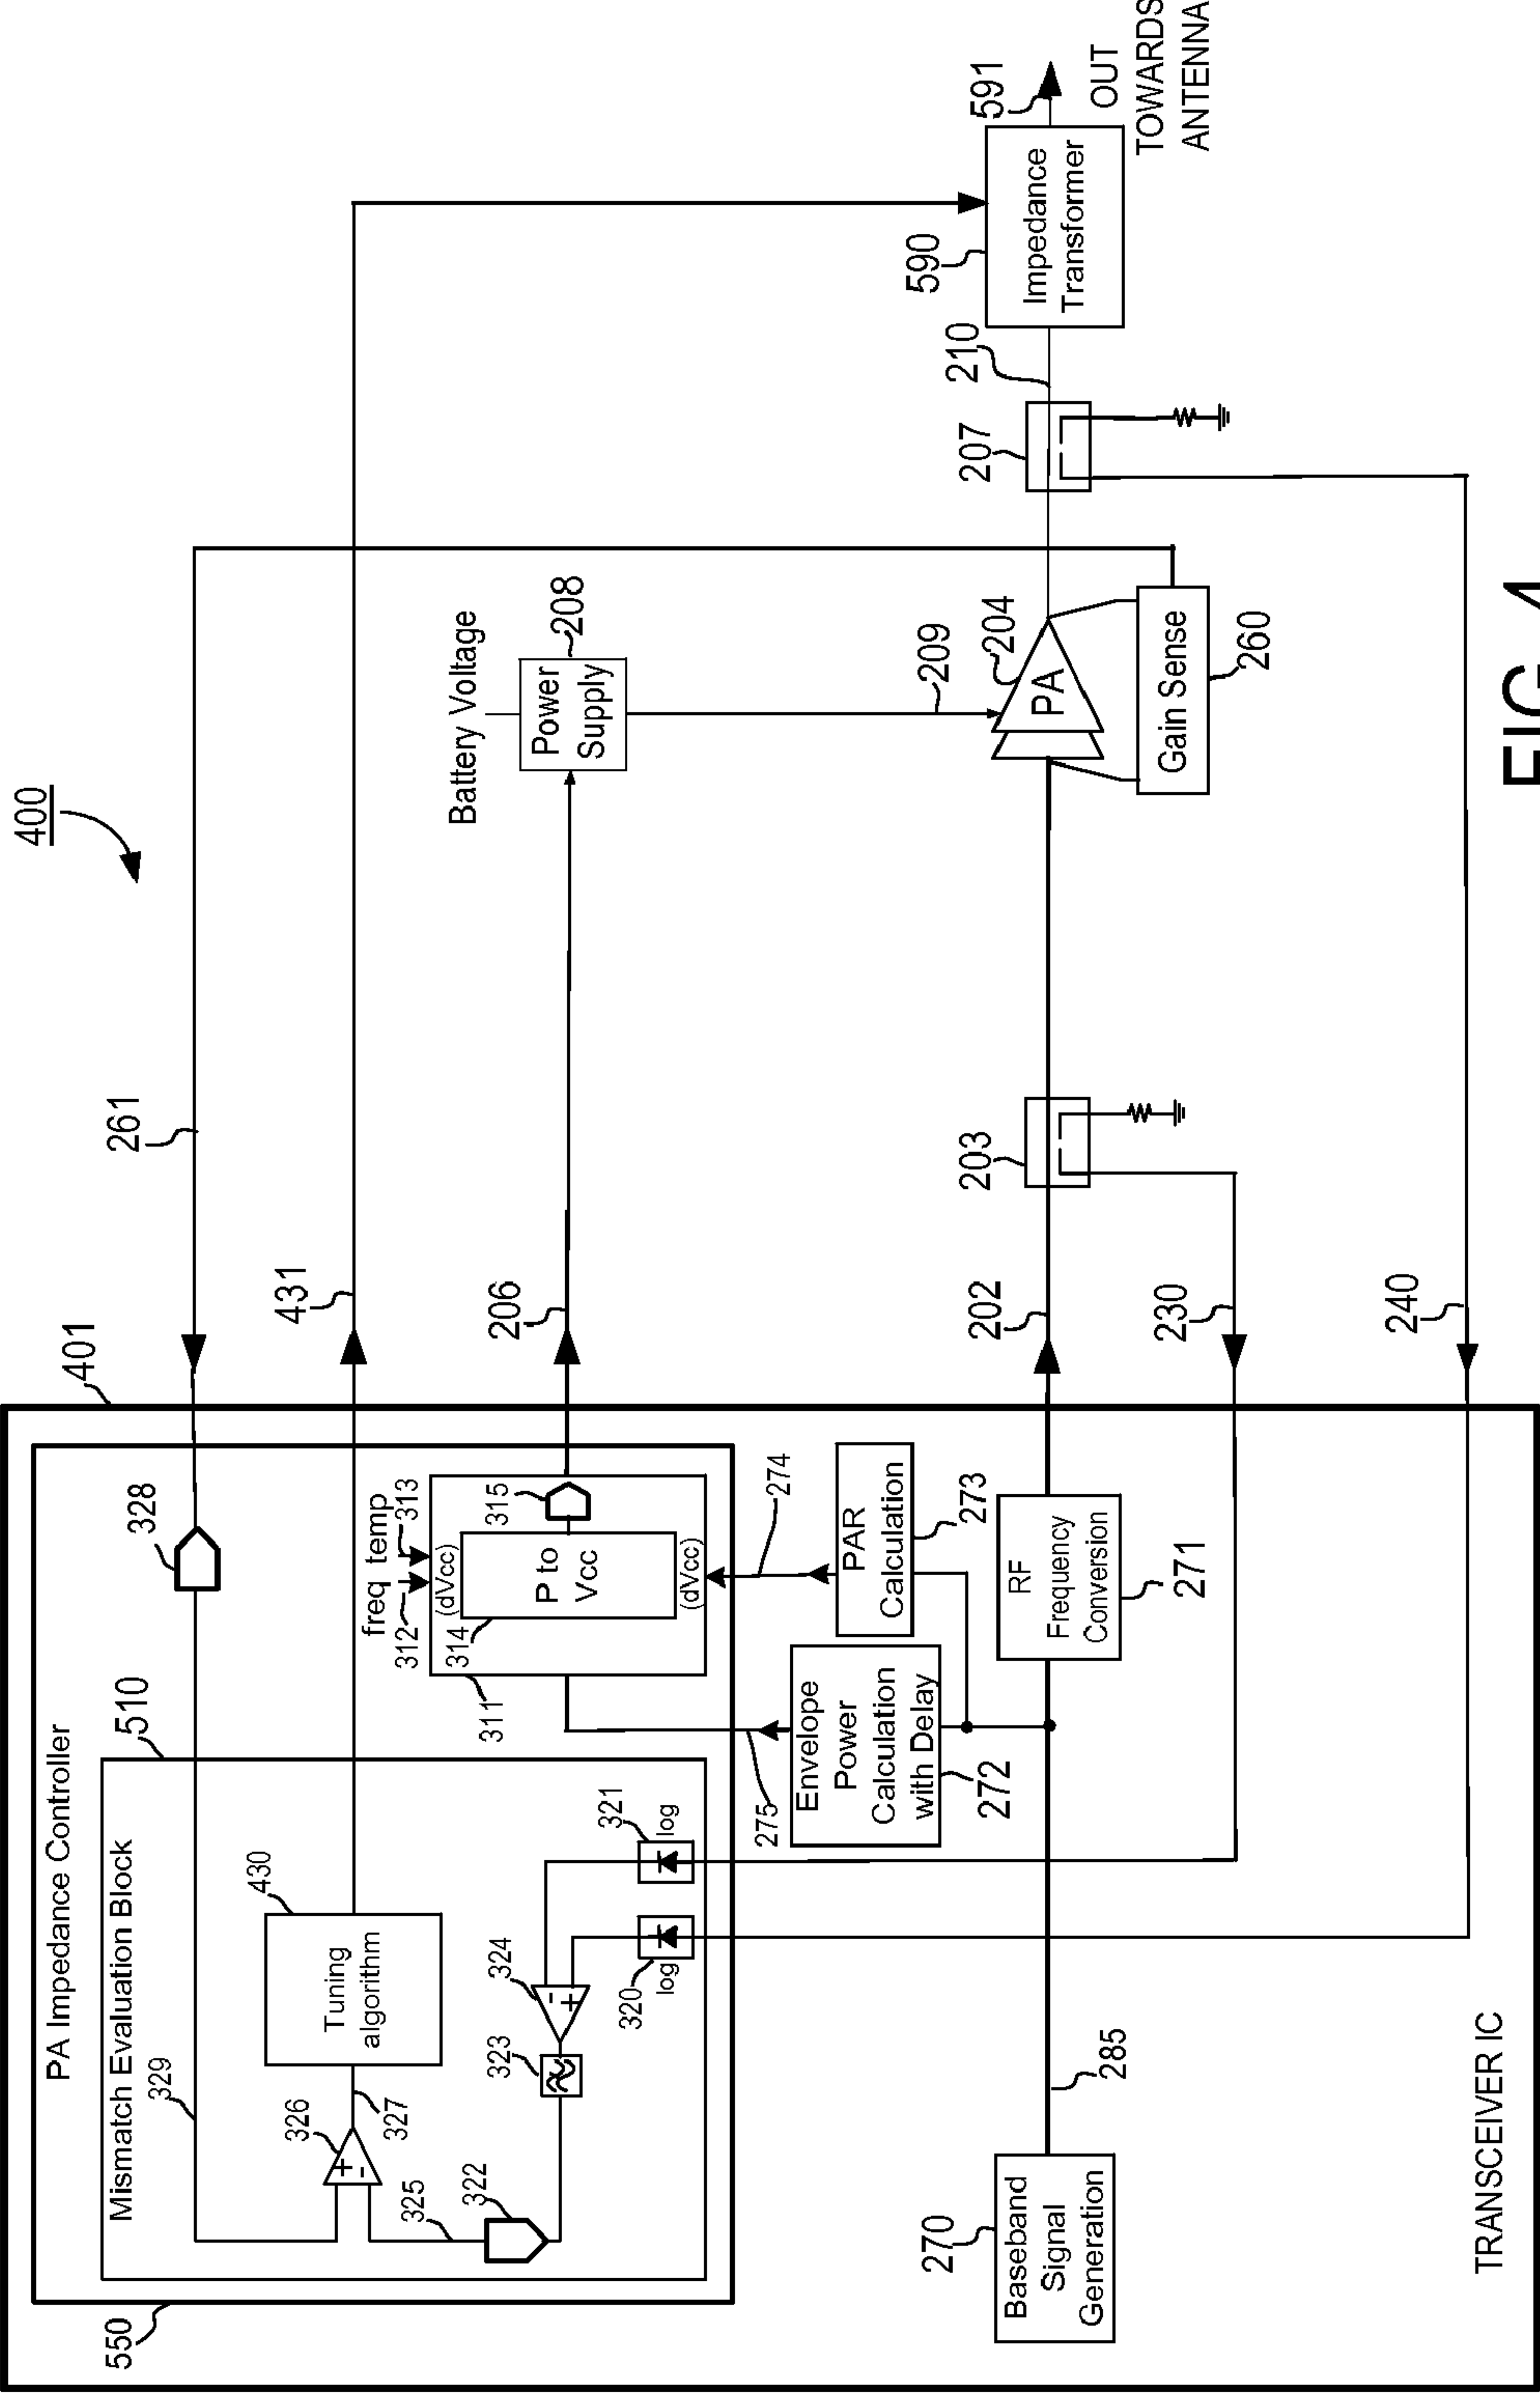 400
261
431
206
Battery Voltage
Power
Supply
208
209
204
PA
Gain Sense
260
207
210
590
Impedance
Transformer
591
OUT
TOWARDS
ANTENNA
203
202
230
240
401
PA Impedance Controller
550
Mismatch Evaluation Block
510
328
329
430
Tuning
algorithm
326
+
-
327
325
322
323
324
-
+
320
log
321
log
freq temp
312
313
(dVcc)
314
P to
Vcc
315
(dVcc)
311
274
275
Envelope
Power
Calculation
with Delay
272
PAR
Calculation
273
RF
Frequency
Conversion
271
285
270
Baseband
Signal
Generation
TRANSCEIVER IC